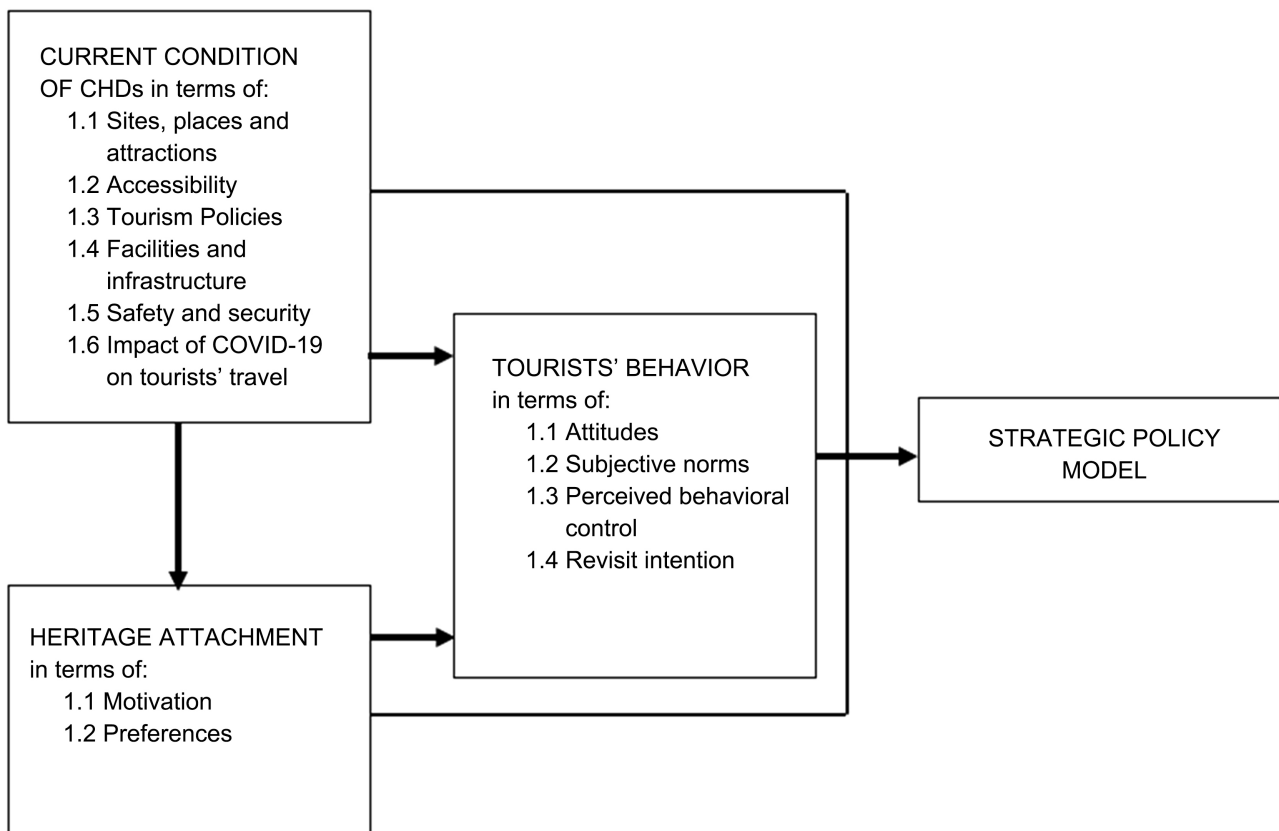 CURRENT CONDITION
OF CHDs in terms of:
1.1 Sites, places and
attractions
1.2 Accessibility
1.3 Tourism Policies
1.4 Facilities and
infrastructure
1.5 Safety and security
1.6 Impact of COVID-19
on tourists’ travel
TOURISTS’ BEHAVIOR
in terms of:
1.1 Attitudes
1.2 Subjective norms
1.3 Perceived behavioral
control
1.4 Revisit intention
STRATEGIC POLICY
MODEL
HERITAGE ATTACHMENT
in terms of:
1.1 Motivation
1.2 Preferences